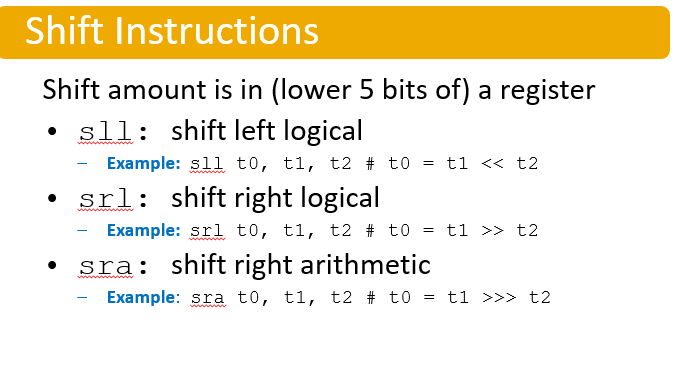 Shift Instructions
Shift amount is in (lower 5 bits of) a register
• sll: shift left logical
– Example: sll t0, t1, t2 # t0 = t1 << t2
• srl: shift right logical
– Example: srl t0, t1, t2 # t0 = t1 >> t2
• sra: shift right arithmetic
– Example: sra t0, t1, t2 # t0 = t1 >>> t2